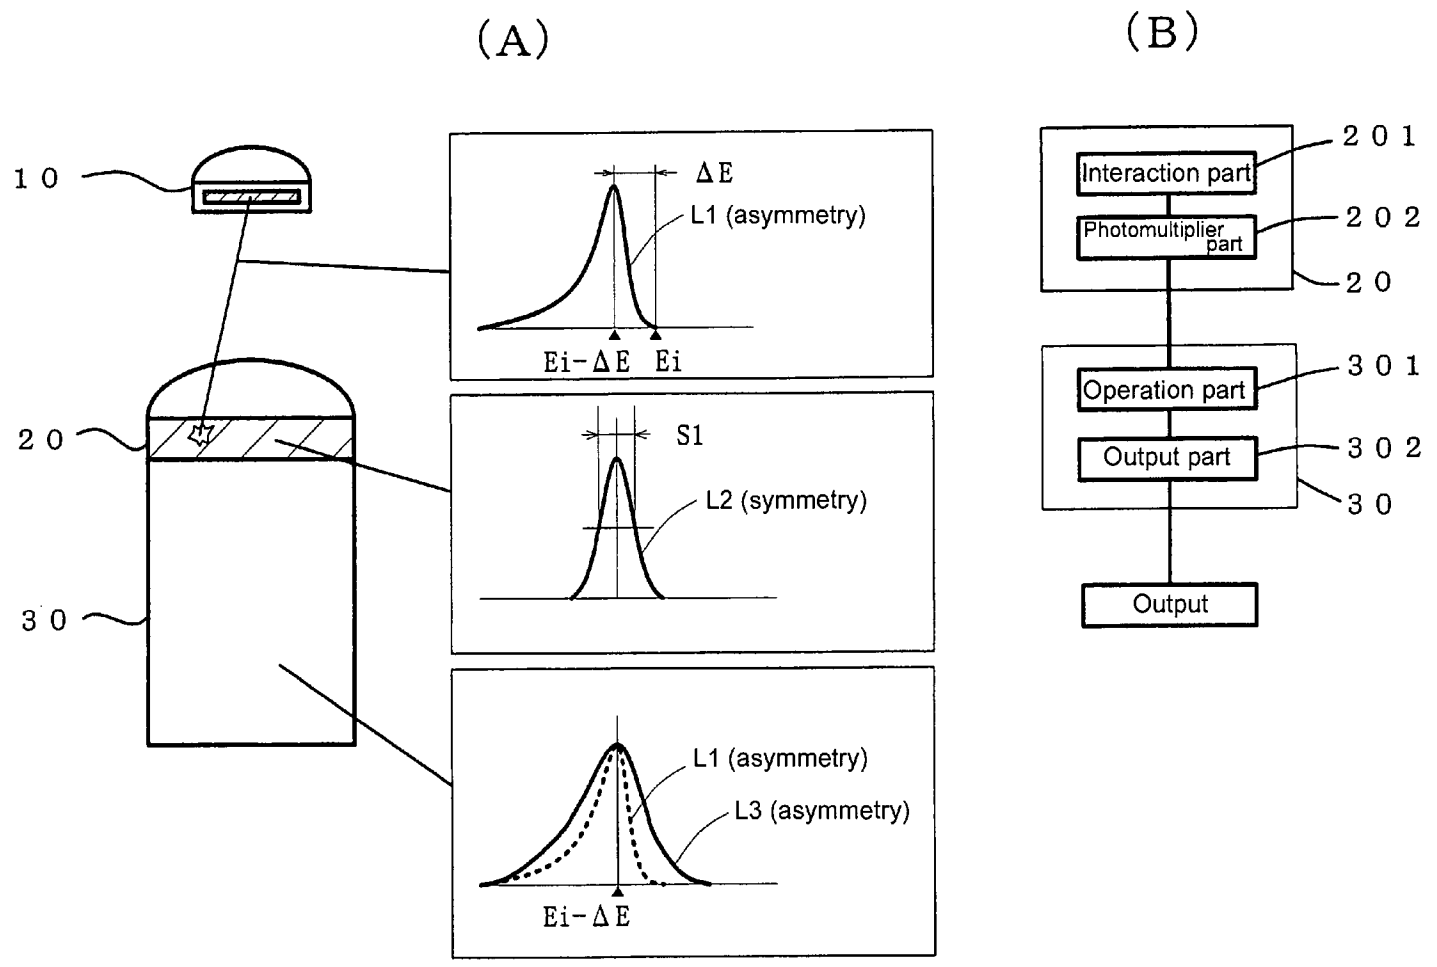 (A)
10
20
30
ΔE
L1 (asymmetry)
Ei-ΔE
Ei
S1
L2 (symmetry)
L1 (asymmetry)
L3 (asymmetry)
Ei-ΔE
(B)
201
Interaction part
202
Photomultiplier
part
20
301
Operation part
302
Output part
30
Output